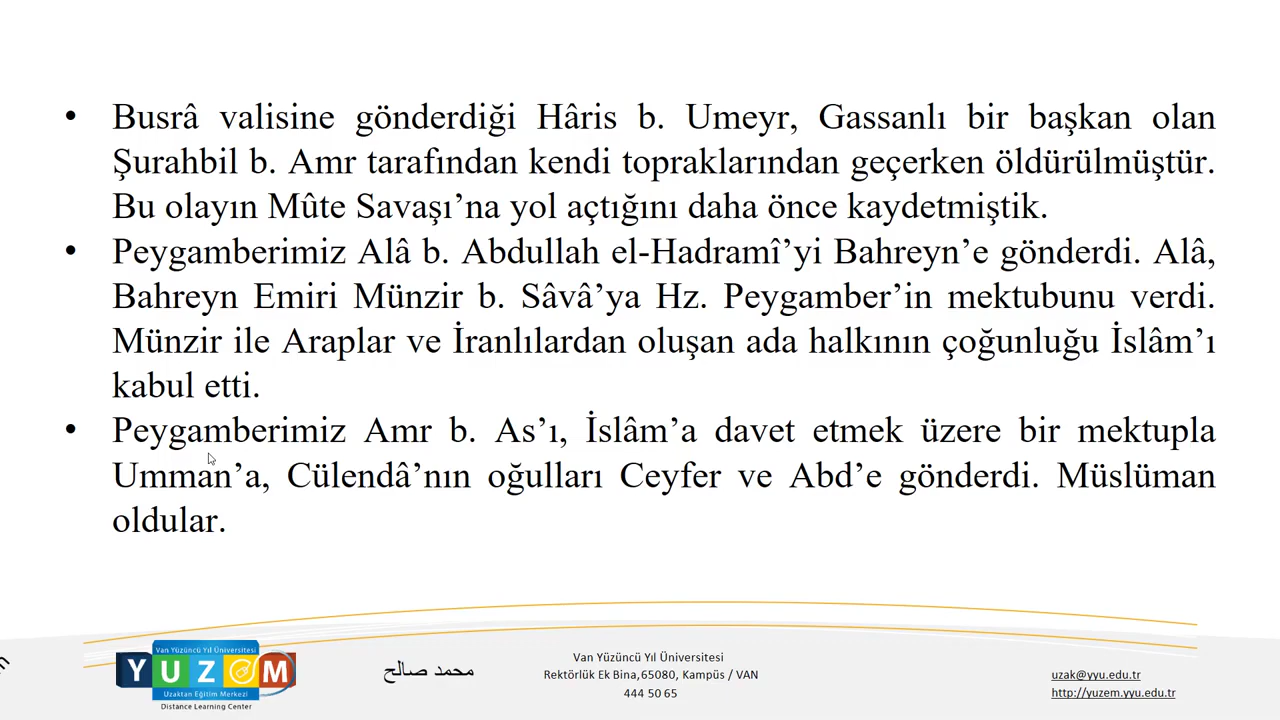 • Busrâ valisine gönderdiği Hâris b. Umeyr, Gassanlı bir başkan olan
Şurahbil b. Amr tarafından kendi topraklarından geçerken öldürülmüştür.
Bu olayın Mûte Savaşı’na yol açtığını daha önce kaydetmiştik.
• Peygamberimiz Alâ b. Abdullah el-Hadramî’yi Bahreyn’e gönderdi. Alâ,
Bahreyn Emiri Münzir b. Sâvâ’ya Hz. Peygamber’in mektubunu verdi.
Münzir ile Araplar ve İranlılardan oluşan ada halkının çoğunluğu İslâm’ı
kabul etti.
• Peygamberimiz Amr b. As’ı, İslâm’a davet etmek üzere bir mektupla
Umman’a, Cülendâ’nın oğulları Ceyfer ve Abd’e gönderdi. Müslüman
oldular.
Van Yüzüncü Yıl Üniversitesi
YUZEM
Uzaktan Eğitim Merkezi
Distance Learning Center
محمد صالح
Van Yüzüncü Yıl Üniversitesi
Rektörlük Ek Bina,65080, Kampüs / VAN
444 50 65
uzak@yyu.edu.tr
http://yuzem.yyu.edu.tr